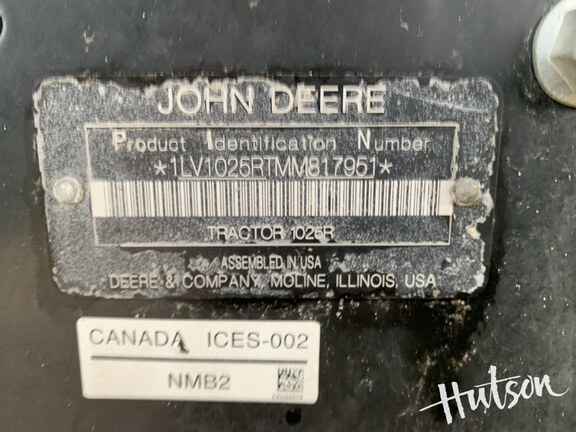 JOHN DEERE
Product Identification Number
*1LV1025RTMM817951*
TRACTOR 1025R
ASSEMBLED IN USA
DEERE & COMPANY, MOLINE, ILLINOIS, USA
CANADA ICES-002
NMB2
Hutson